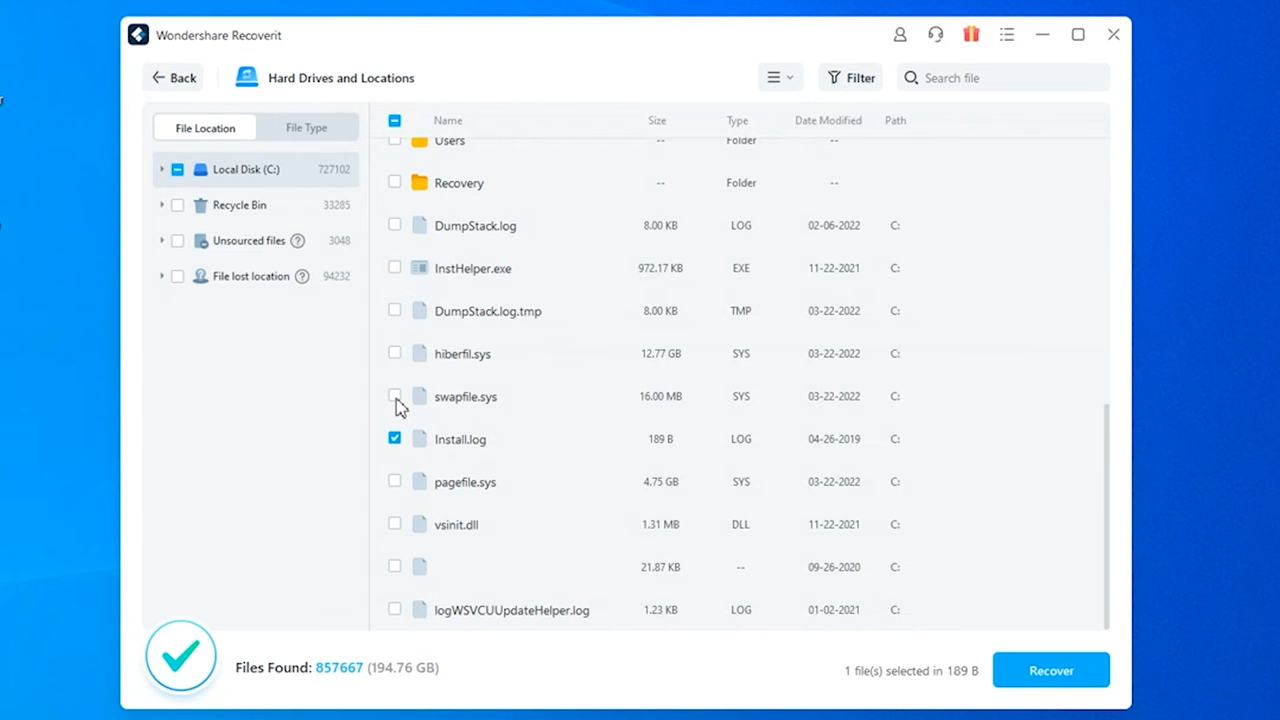 Wondershare Recoverit
Back
Hard Drives and Locations
Filter
Search file
File Location
File Type
Local Disk (C:) 727102
Recycle Bin 33285
Unsourced files ? 3048
File lost location ? 94232
Name Size Type Date Modified Path
Users -- Folder --
Recovery -- Folder --
DumpStack.log 8.00 KB LOG 02-06-2022 C:
InstHelper.exe 972.17 KB EXE 11-22-2021 C:
DumpStack.log.tmp 8.00 KB TMP 03-22-2022 C:
hiberfil.sys 12.77 GB SYS 03-22-2022 C:
swapfile.sys 16.00 MB SYS 03-22-2022 C:
Install.log 189 B LOG 04-26-2019 C:
pagefile.sys 4.75 GB SYS 03-22-2022 C:
vsinit.dll 1.31 MB DLL 11-22-2021 C:
21.87 KB -- 09-26-2020 C:
logWSVCUUpdateHelper.log 1.23 KB LOG 01-02-2021 C:
Files Found: 857667 (194.76 GB)
1 file(s) selected in 189 B
Recover